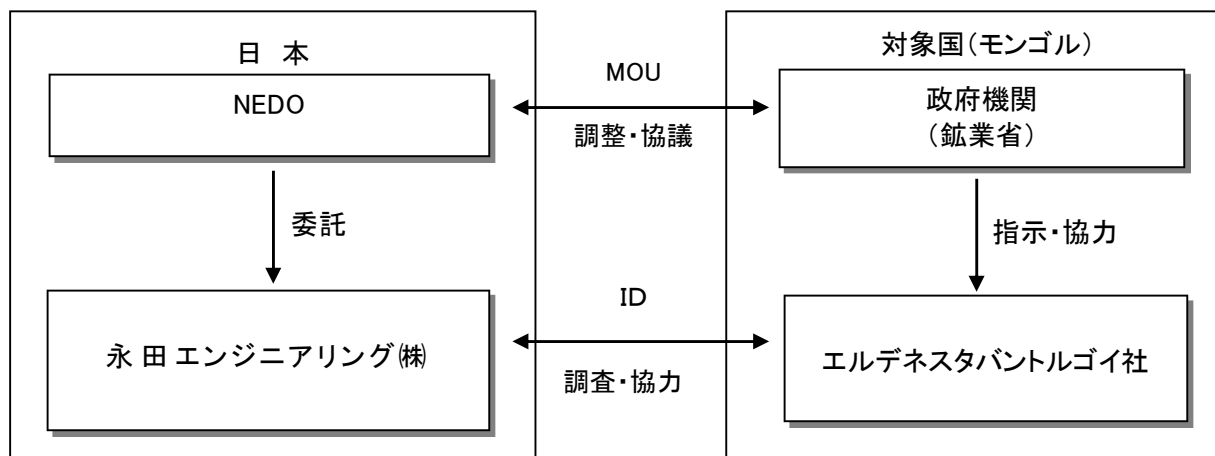 日 本
対象国(モンゴル)
NEDO
MOU
調整・協議
政府機関
(鉱業省)
委託
指示・協力
永 田 エンジニアリング㈱
ID
調査・協力
エルデネスタバントルゴイ社